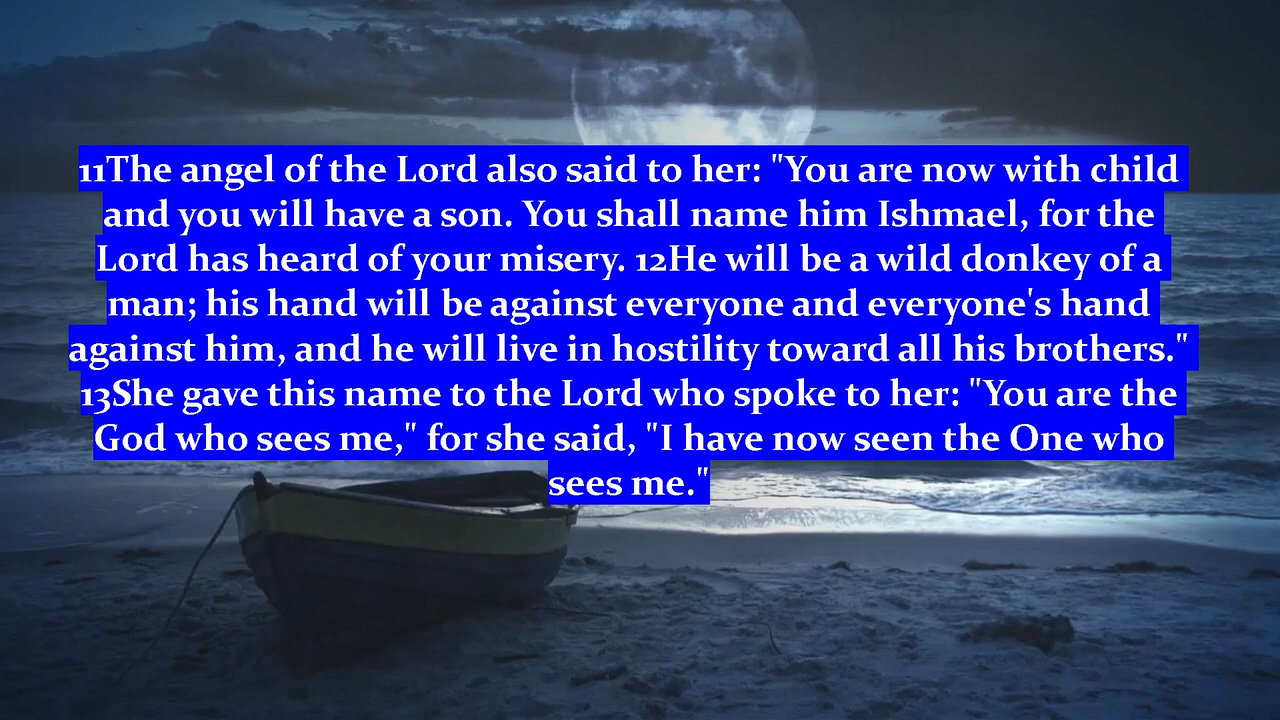 11The angel of the Lord also said to her: "You are now with child
and you will have a son. You shall name him Ishmael, for the
Lord has heard of your misery. 12He will be a wild donkey of a
man; his hand will be against everyone and everyone's hand
against him, and he will live in hostility toward all his brothers."
13She gave this name to the Lord who spoke to her: "You are the
God who sees me," for she said, "I have now seen the One who
sees me."